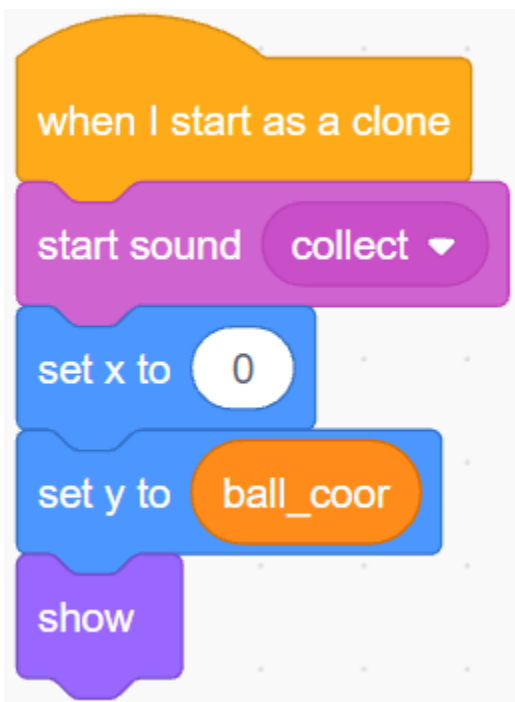 when I start as a clone
start sound collect
set x to 0
set y to ball_coor
show